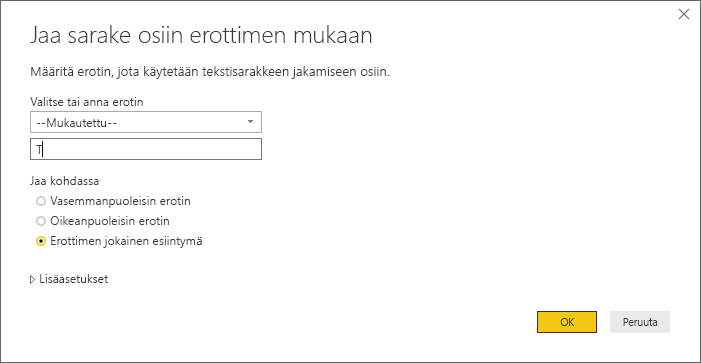 Jaa sarake osiin erottimen mukaan
Määritä erotin, jota käytetään tekstisarakkeen jakamiseen osiin.
Valitse tai anna erotin
--Mukautettu--
T
Jaa kohdassa
Vasemmanpuoleisin erotin
Oikeanpuoleisin erotin
Erottimen jokainen esiintymä
Lisäasetukset
OK
Peruuta